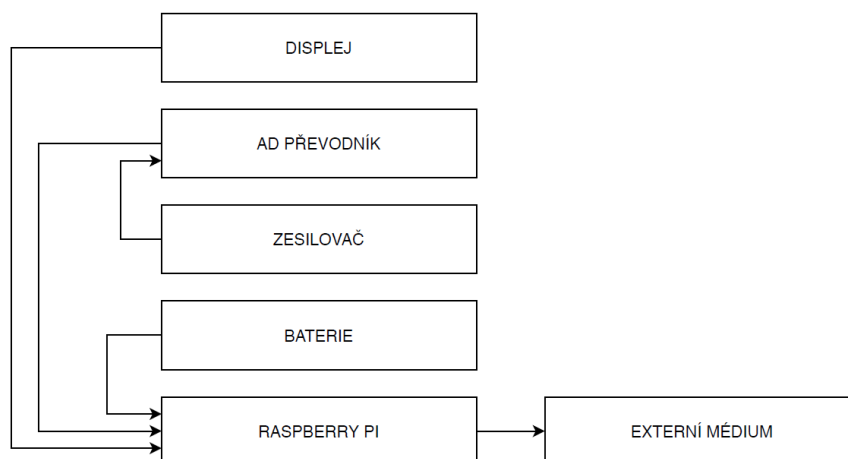 DISPLEJ
AD PŘEVODNÍK
ZESILOVAČ
BATERIE
RASPBERRY PI
EXTERNÍ MÉDIUM